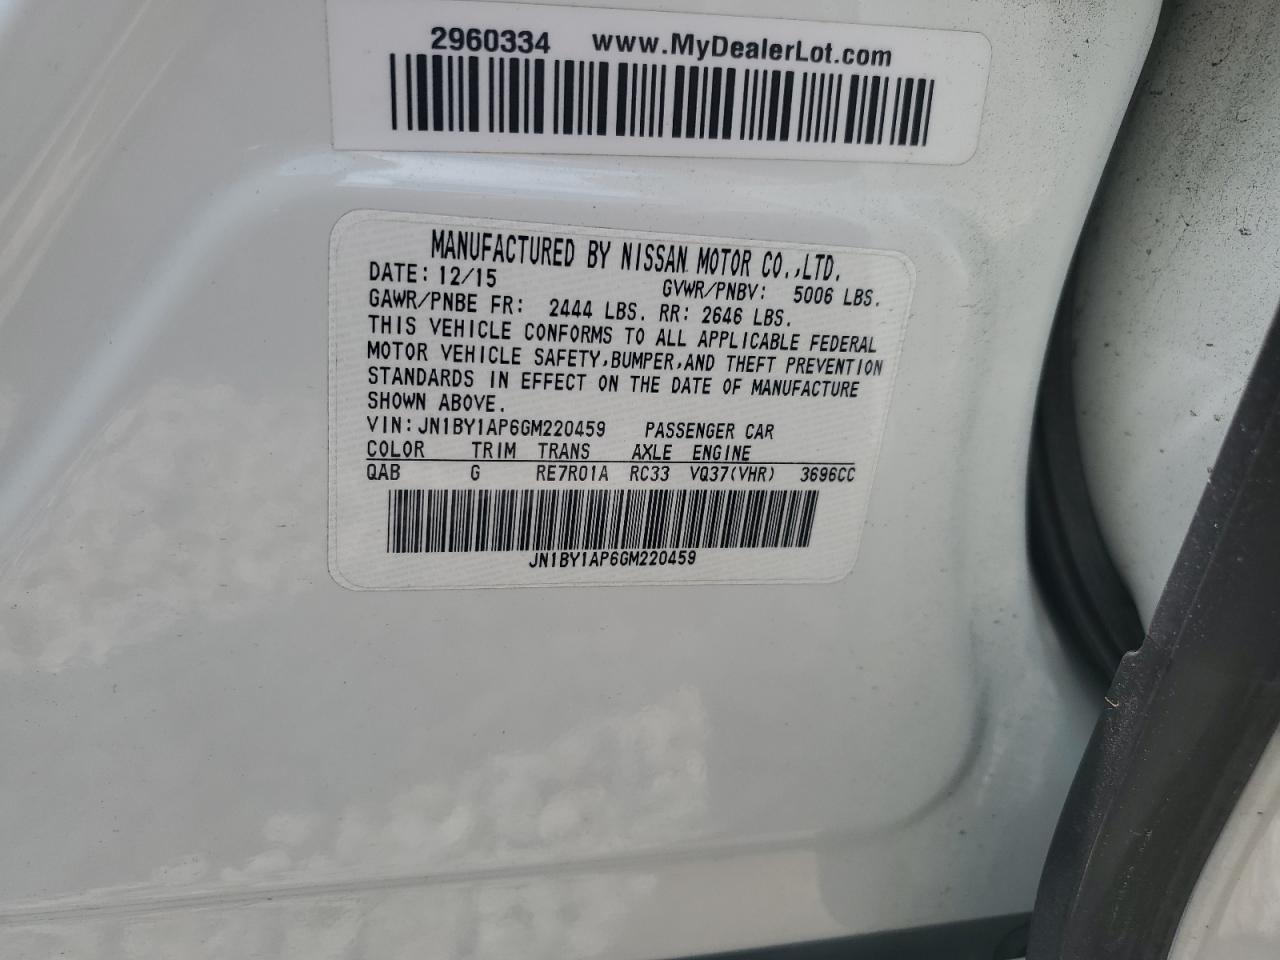 2960334 www.MyDealerLot.com
MANUFACTURED BY NISSAN MOTOR CO.,LTD.
DATE: 12/15 GVWR/PNBV: 5006 LBS.
GAWR/PNBE FR: 2444 LBS. RR: 2646 LBS.
THIS VEHICLE CONFORMS TO ALL APPLICABLE FEDERAL
MOTOR VEHICLE SAFETY,BUMPER,AND THEFT PREVENTION
STANDARDS IN EFFECT ON THE DATE OF MANUFACTURE
SHOWN ABOVE.
VIN: JN1BY1AP6GM220459 PASSENGER CAR
COLOR TRIM TRANS AXLE ENGINE
QAB G RE7R01A RC33 VQ37(VHR) 3696CC
JN1BY1AP6GM220459